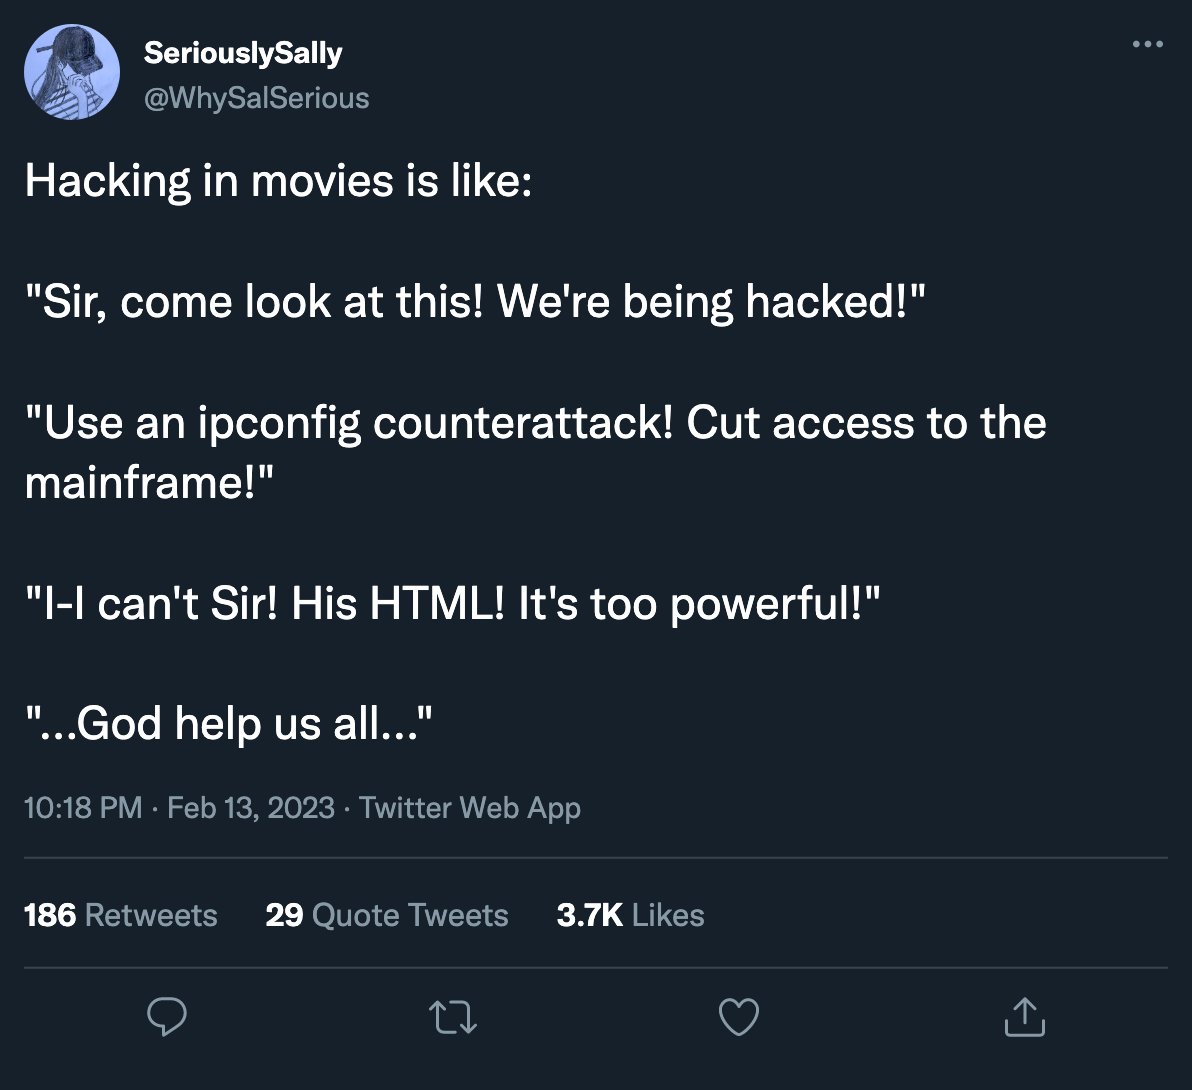 SeriouslySally
@WhySalSerious
Hacking in movies is like:
"Sir, come look at this! We're being hacked!"
"Use an ipconfig counterattack! Cut access to the
mainframe!"
"I-I can't Sir! His HTML! It's too powerful!"
"...God help us all..."
10:18 PM · Feb 13, 2023 · Twitter Web App
186 Retweets 29 Quote Tweets 3.7K Likes